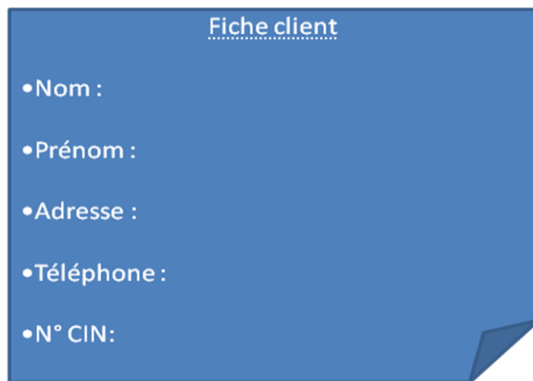 Fiche client
•Nom :
•Prénom :
•Adresse :
•Téléphone :
•N° CIN: